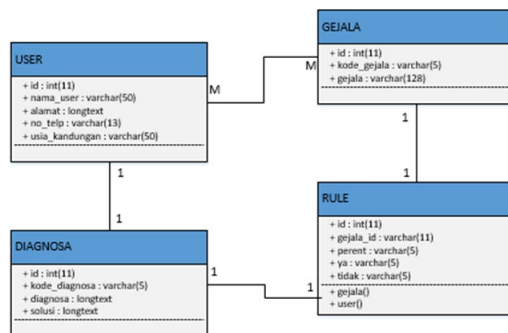 USER
+ id : int(11)
+ nama_user : varchar(50)
+ alamat : longtext
+ no_telp : varchar(13)
+ usia_kandungan : varchar(50)
M
M
GEJALA
+ id : int(11)
+ kode_gejala : varchar(5)
+ gejala : varchar(128)
1
1
1
1
DIAGNOSA
+ id : int(11)
+ kode_diagnosa : varchar(5)
+ diagnosa : longtext
+ solusi : longtext
1
1
RULE
+ id : int(11)
+ gejala_id : varchar(11)
+ perent : varchar(5)
+ ya : varchar(5)
+ tidak : varchar(5)
+ gejala()
+ user()